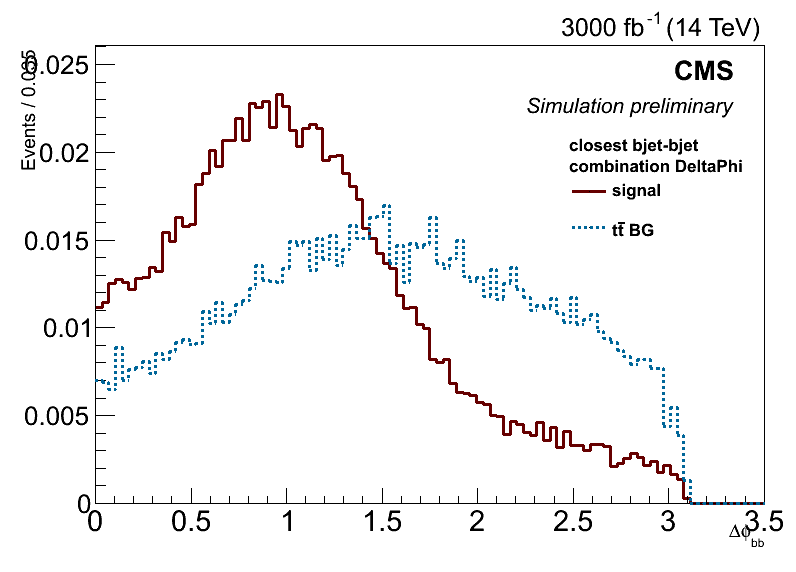 3000 fb-1 (14 TeV)
CMS
Simulation preliminary
closest bjet-bjet
combination DeltaPhi
signal
tt̄ BG
Events / 0.035
0.025
0.02
0.015
0.01
0.005
0
0 0.5 1 1.5 2 2.5 3 3.5
Δϕbb